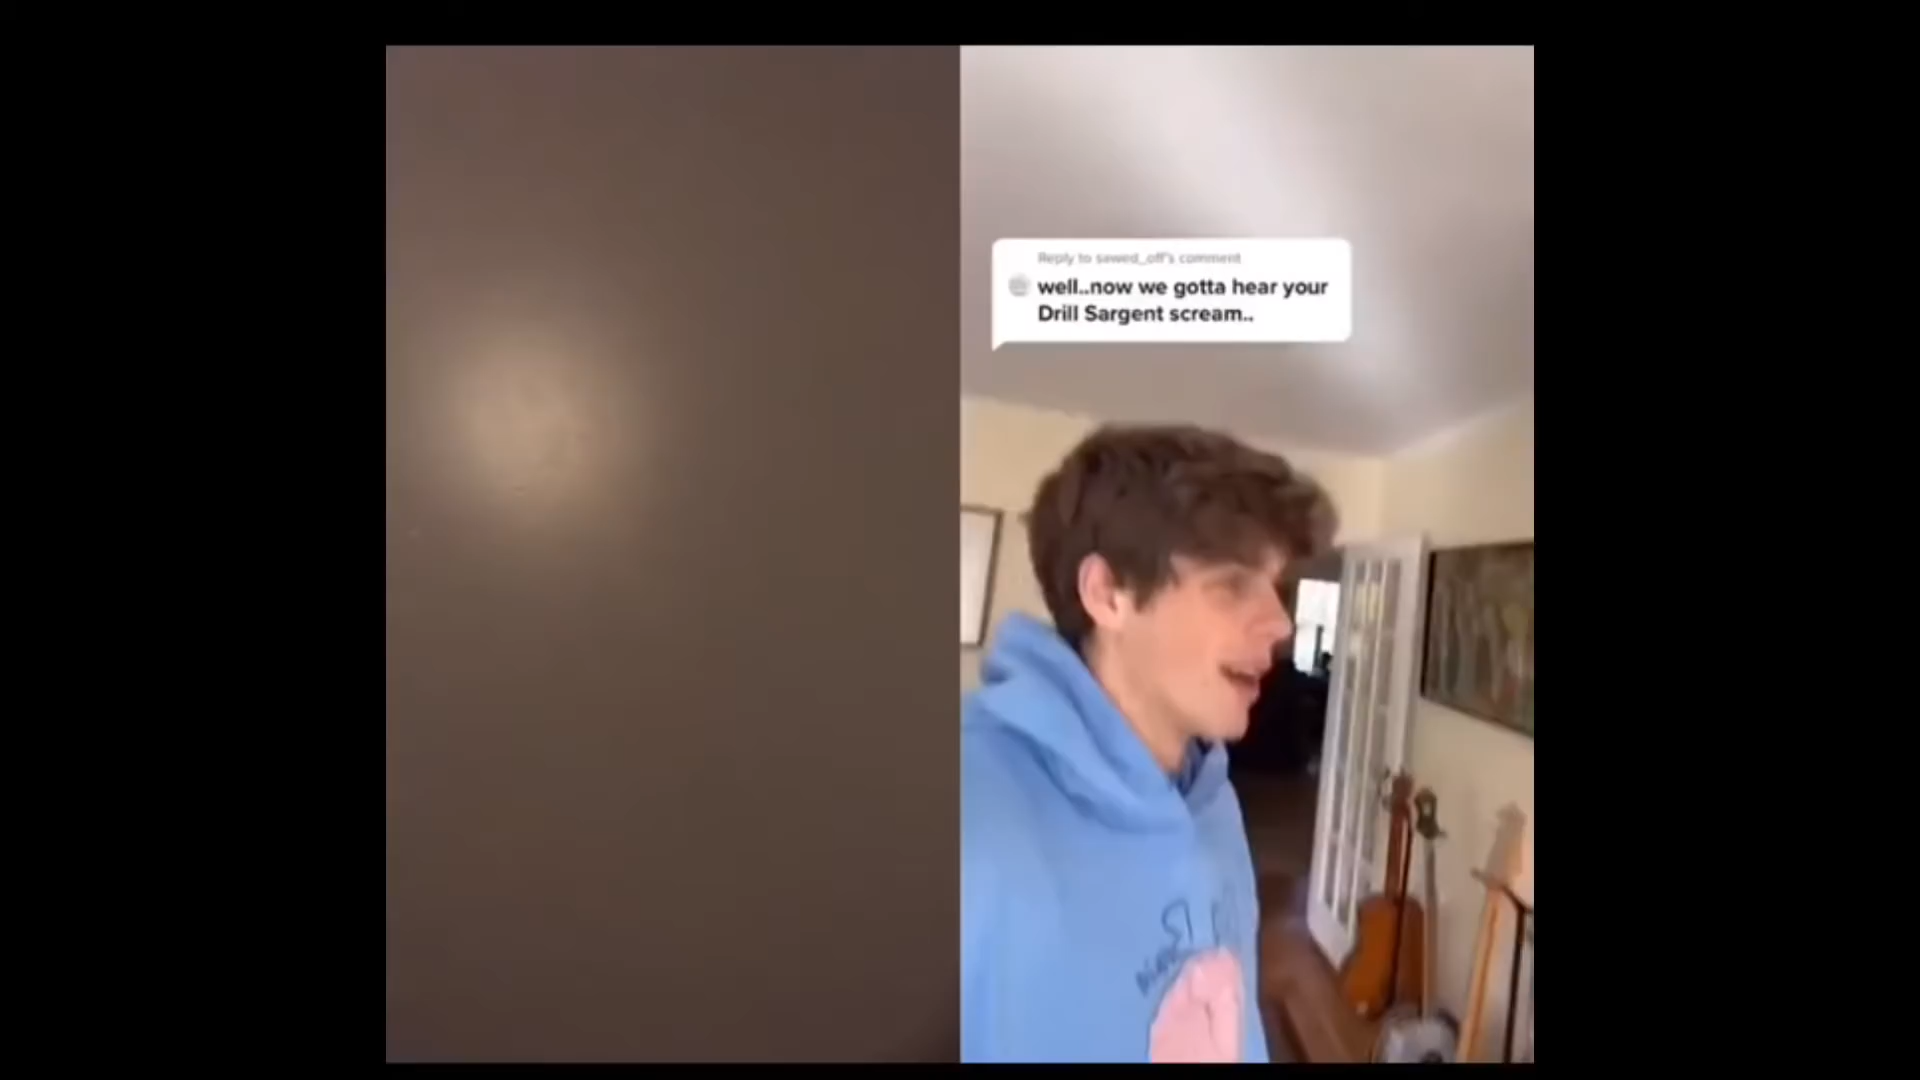 Reply to sawed_off's comment
well..now we gotta hear your
Drill Sargent scream..